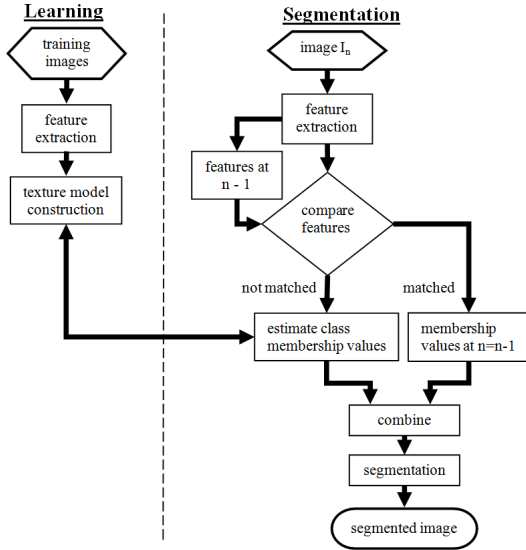 Learning
training
images
feature
extraction
texture model
construction
Segmentation
image Iₙ
feature
extraction
features at
n - 1
compare
features
not matched
matched
estimate class
membership values
membership
values at n=n-1
combine
segmentation
segmented image